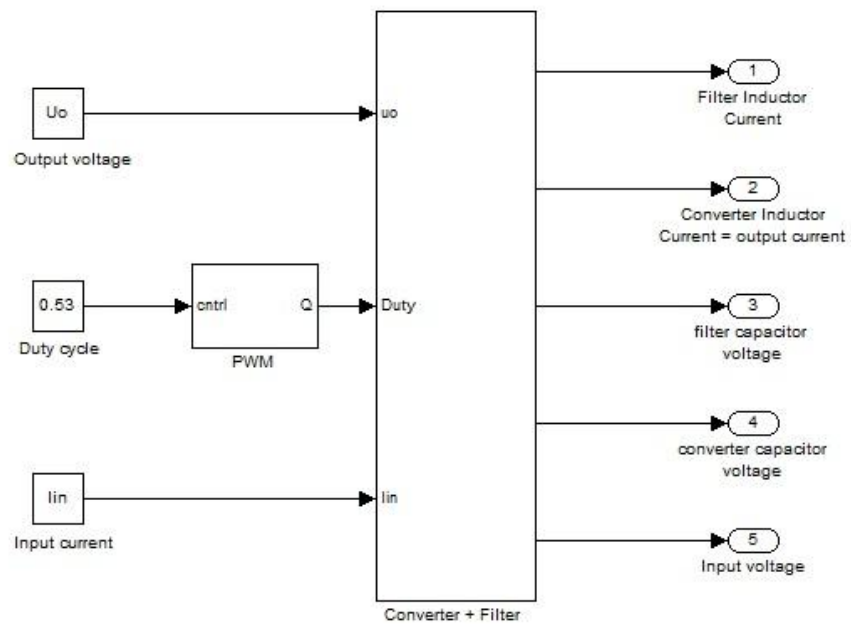 Uo
Output voltage
0.53
Duty cycle
Iin
Input current
cntrl
Q
PWM
uo
Duty
Iin
Converter + Filter
1
Filter Inductor
Current
2
Converter Inductor
Current = output current
3
filter capacitor
voltage
4
converter capacitor
voltage
5
Input voltage